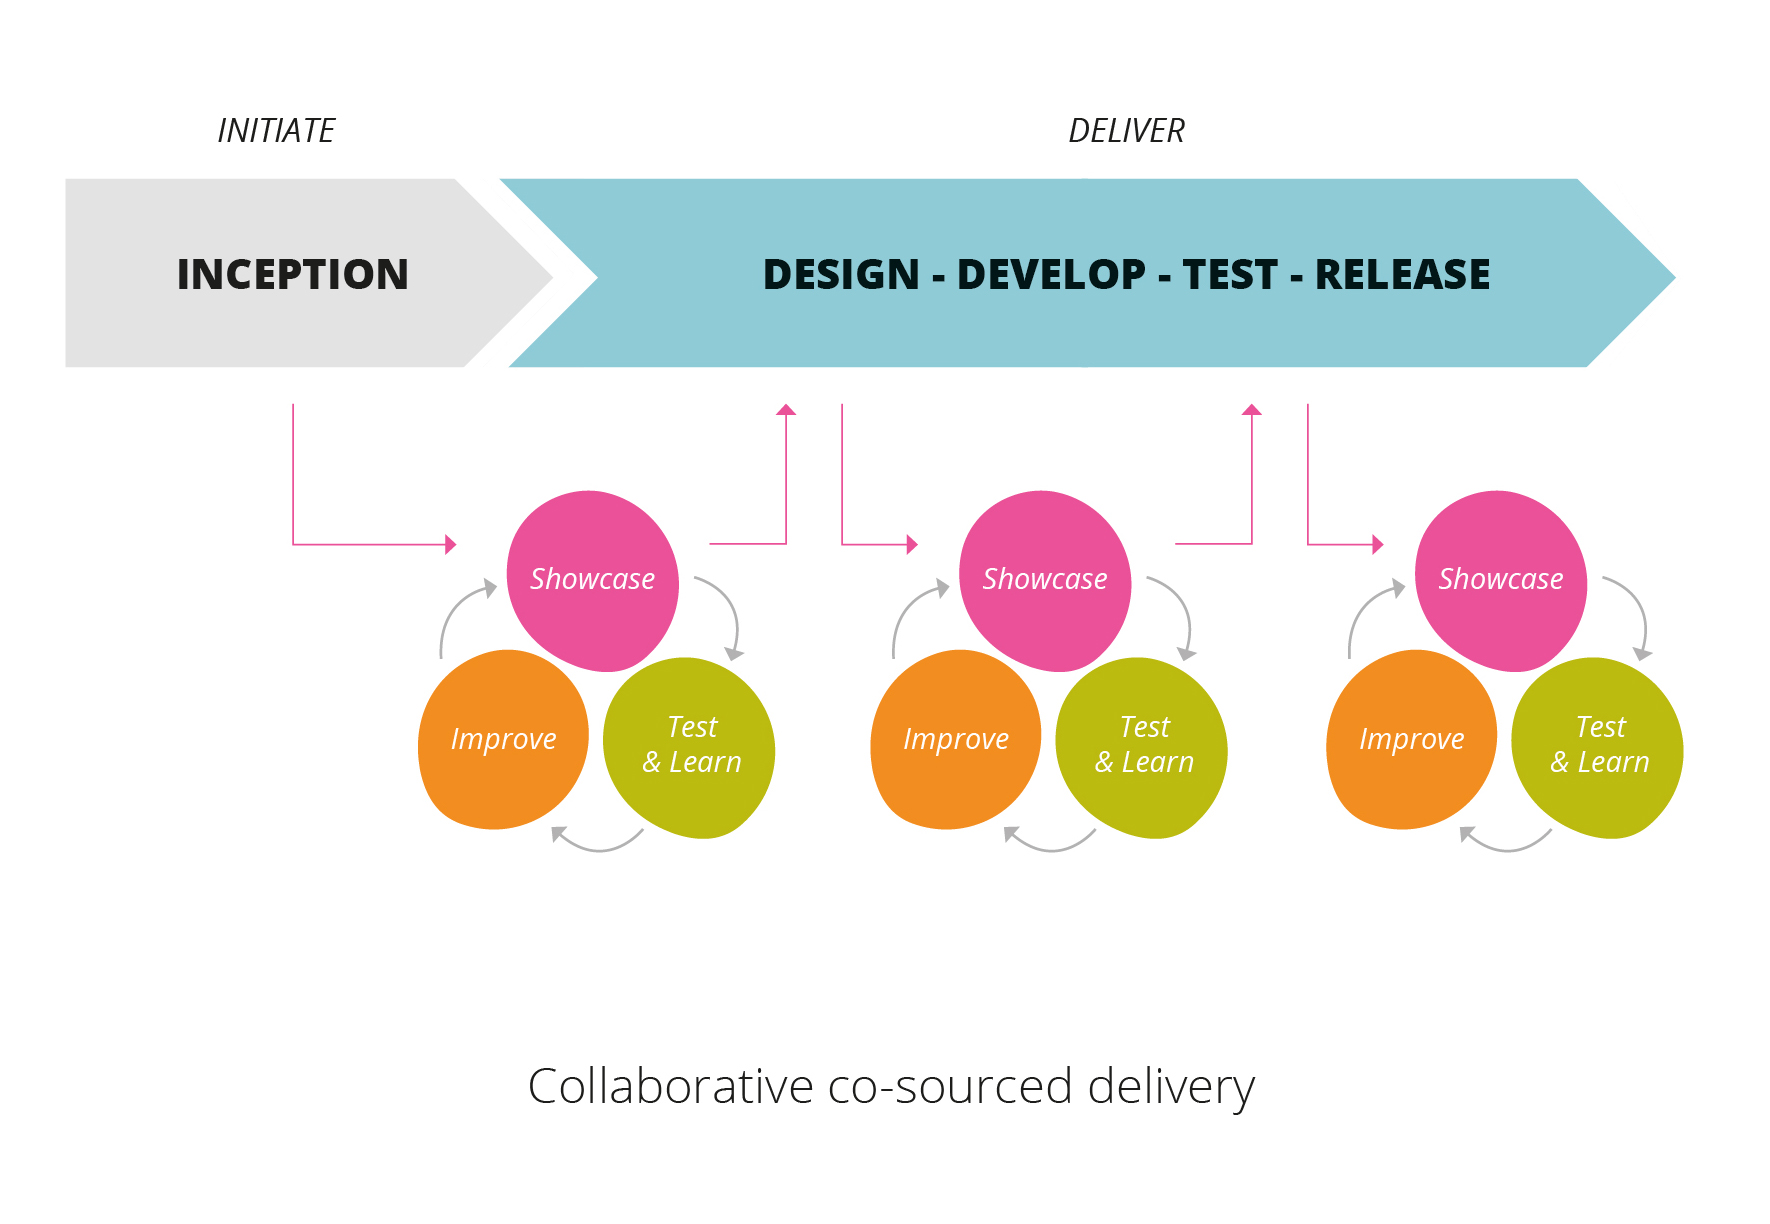 INITIATE
DELIVER
INCEPTION
DESIGN - DEVELOP - TEST - RELEASE
Showcase
Improve
Test
& Learn
Showcase
Improve
Test
& Learn
Showcase
Improve
Test
& Learn
Collaborative co-sourced delivery